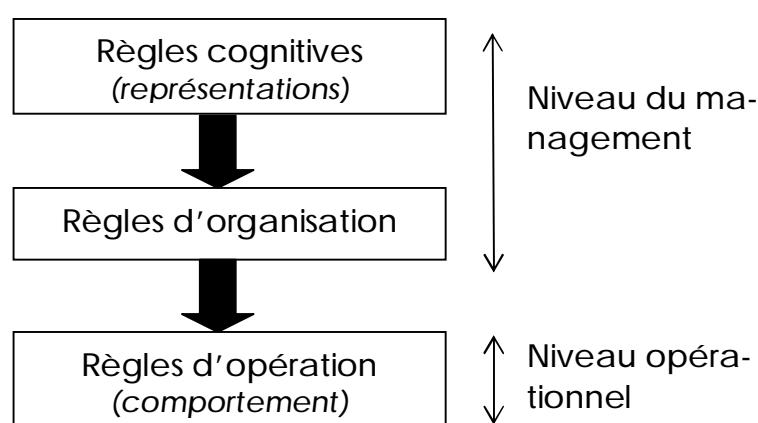 Règles cognitives
(représentations)
Niveau du ma-
nagement
Règles d’organisation
Règles d’opération
(comportement)
Niveau opéra-
tionnel